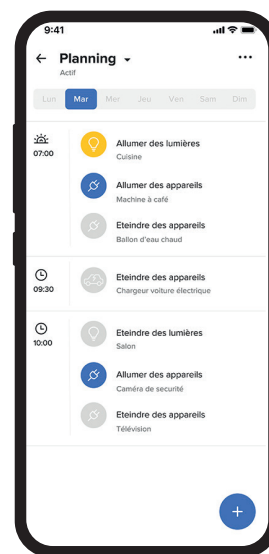 9:41
Planning
Actif
Lun Mar Mer Jeu Ven Sam Dim
07:00
Allumer des lumières
Cuisine
Allumer des appareils
Machine à café
Eteindre des appareils
Ballon d'eau chaud
09:30
Eteindre des appareils
Chargeur voiture électrique
10:00
Eteindre des lumières
Salon
Allumer des appareils
Caméra de securité
Eteindre des appareils
Télévision